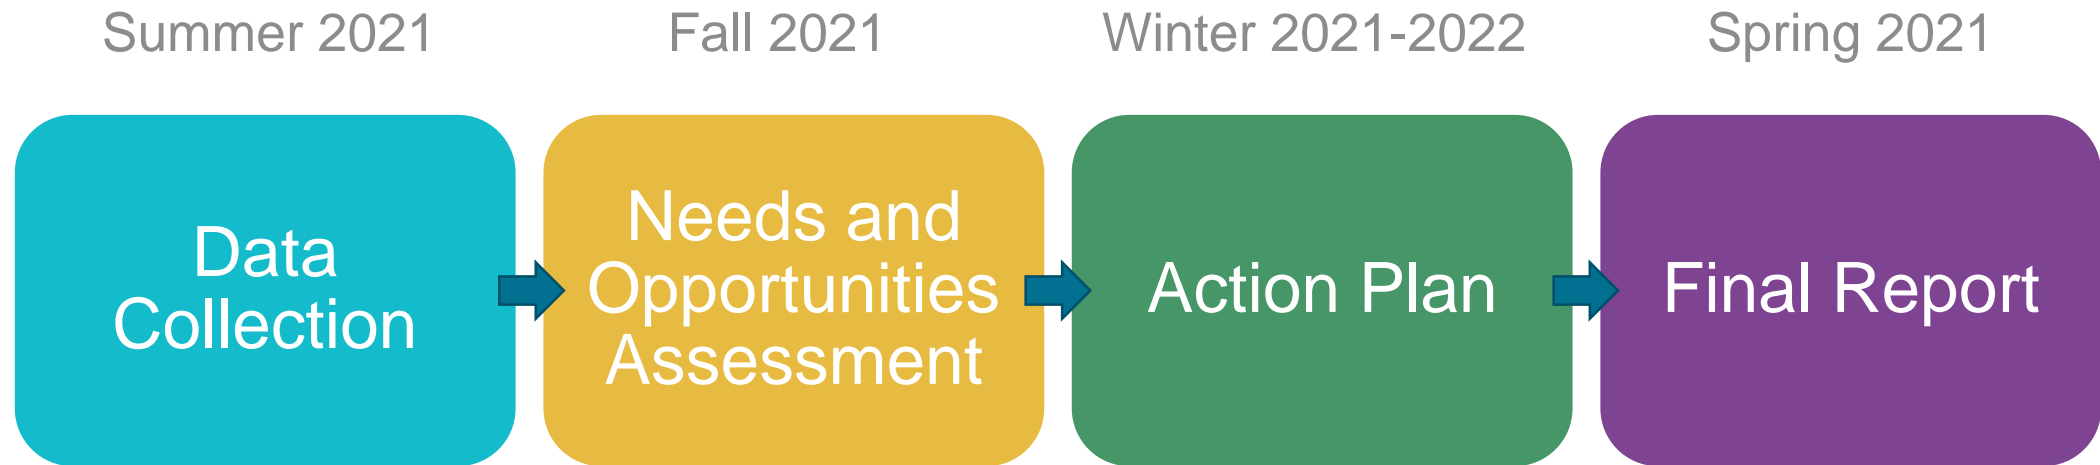 Summer 2021
Fall 2021
Winter 2021-2022
Spring 2021
Data
Collection
Needs and
Opportunities
Assessment
Action Plan
Final Report